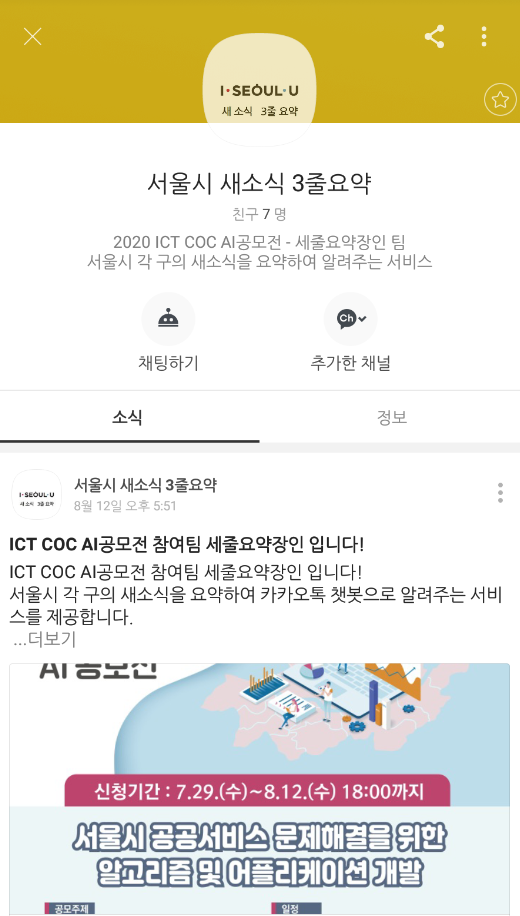 I·SEOUL·U
새 소식 3줄 요약
서울시 새소식 3줄요약
친구 7 명
2020 ICT COC AI공모전 - 세줄요약장인 팀
서울시 각 구의 새소식을 요약하여 알려주는 서비스
Ch
채팅하기 추가한 채널
소식 정보
I·SEOUL·U
새 소식 3줄 요약
서울시 새소식 3줄요약
8월 12일 오후 5:51
ICT COC AI공모전 참여팀 세줄요약장인 입니다!
ICT COC AI공모전 참여팀 세줄요약장인 입니다!
서울시 각 구의 새소식을 요약하여 카카오톡 챗봇으로 알려주는 서비
스를 제공합니다.
...더보기
AI 공모전
신청기간 : 7.29.(수)~8.12.(수) 18:00까지
서울시 공공서비스 문제해결을 위한
알고리즘 및 어플리케이션 개발
공모주제 일정